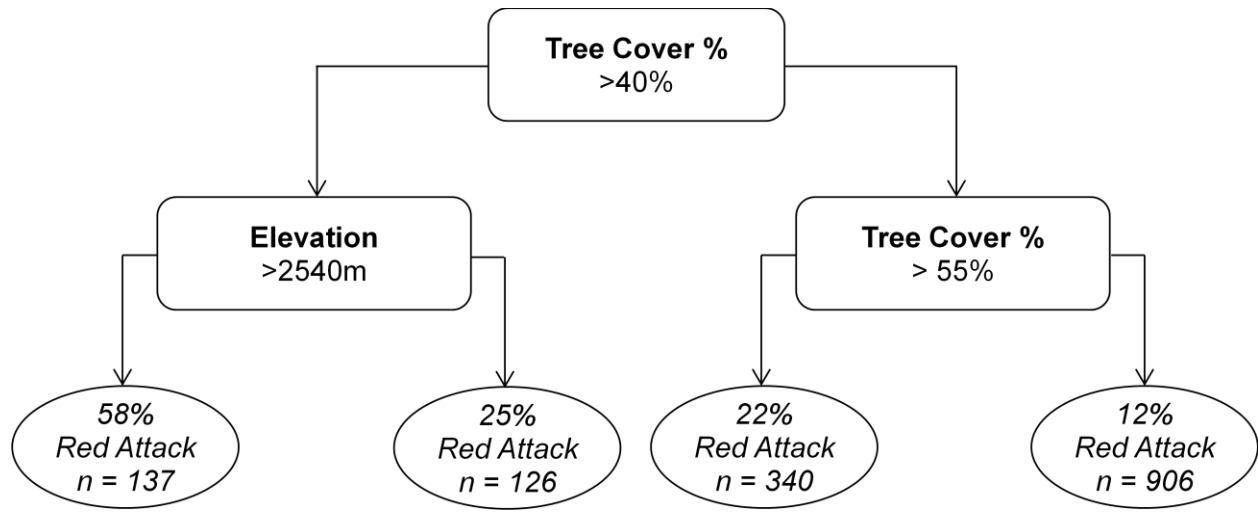 Tree Cover %
>40%
Elevation
>2540m
Tree Cover %
> 55%
58%
Red Attack
n = 137
25%
Red Attack
n = 126
22%
Red Attack
n = 340
12%
Red Attack
n = 906